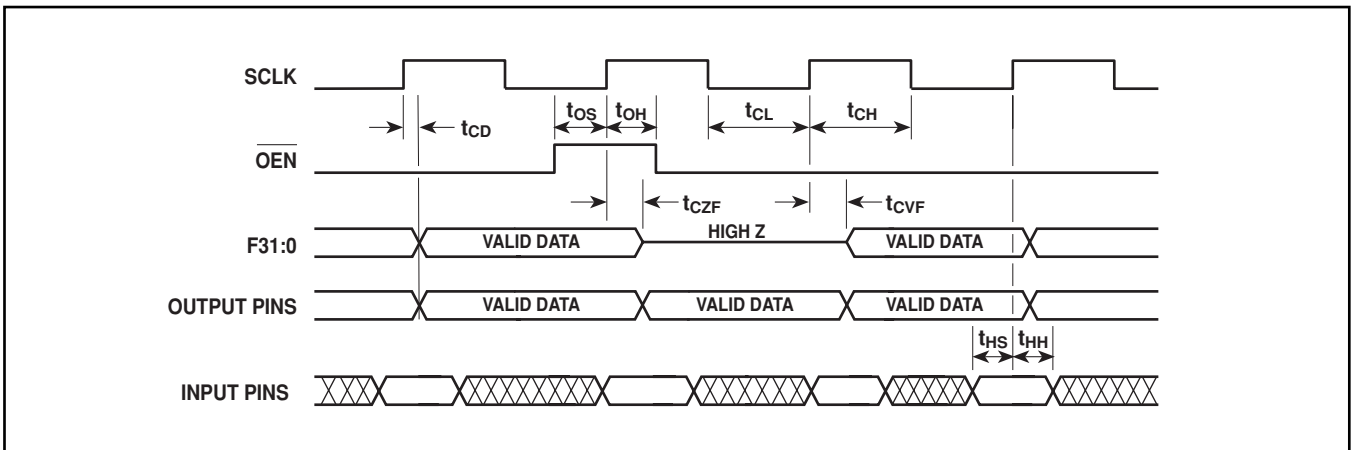 SCLK
tOS tOH tCL tCH
tCD
OEN
tCZF tCVF
F31:0 VALID DATA HIGH Z VALID DATA
OUTPUT PINS VALID DATA VALID DATA VALID DATA
tHS tHH
INPUT PINS